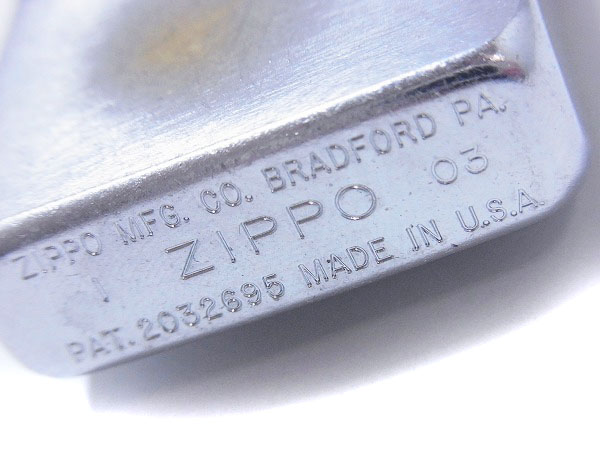 ZIPPO MFG. CO. BRADFORD PA.
I ZIPPO 03
PAT. 2032695 MADE IN U.S.A